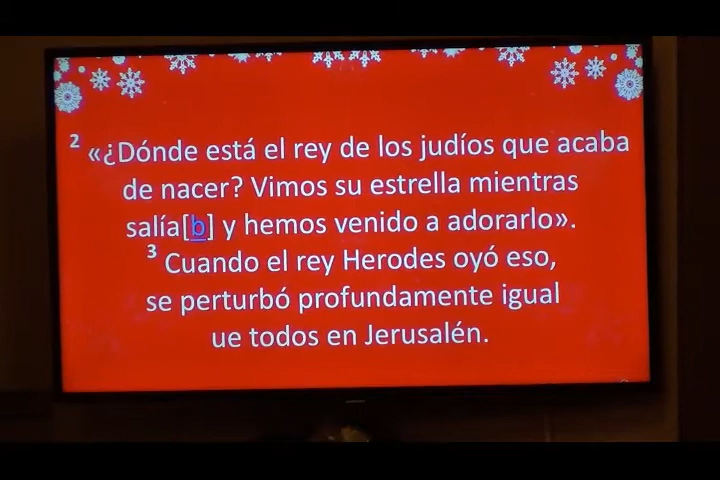 2 «¿Dónde está el rey de los judíos que acaba
de nacer? Vimos su estrella mientras
salía[b] y hemos venido a adorarlo».
3 Cuando el rey Herodes oyó eso,
se perturbó profundamente igual
ue todos en Jerusalén.